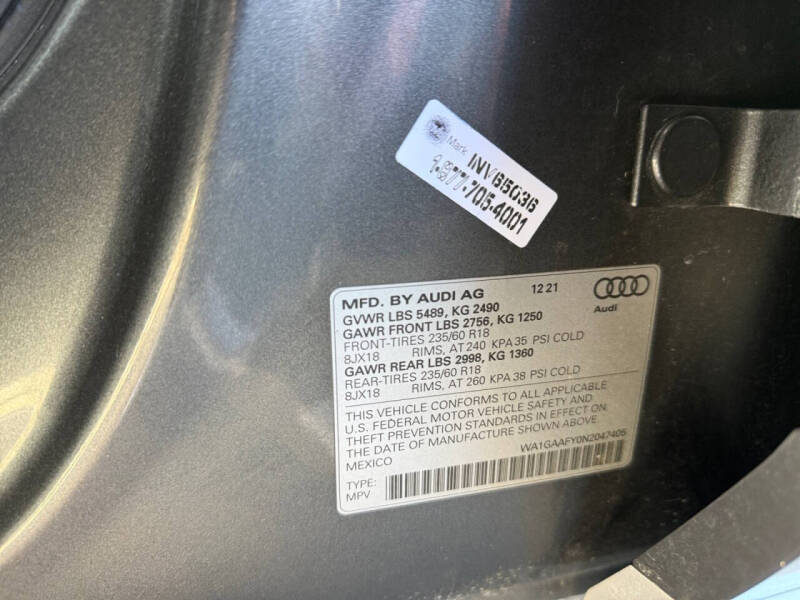 Mark
INV65036
1-877-705-4001
MFD. BY AUDI AG 12 21
Audi
GVWR LBS 5489, KG 2490
GAWR FRONT LBS 2756, KG 1250
FRONT-TIRES 235/60 R18
8JX18 RIMS, AT 240 KPA 35 PSI COLD
GAWR REAR LBS 2998, KG 1360
REAR-TIRES 235/60 R18
8JX18 RIMS, AT 260 KPA 38 PSI COLD
THIS VEHICLE CONFORMS TO ALL APPLICABLE
U.S. FEDERAL MOTOR VEHICLE SAFETY AND
THEFT PREVENTION STANDARDS IN EFFECT ON
THE DATE OF MANUFACTURE SHOWN ABOVE.
MEXICO
WA1GAAFY0N2047405
TYPE:
MPV